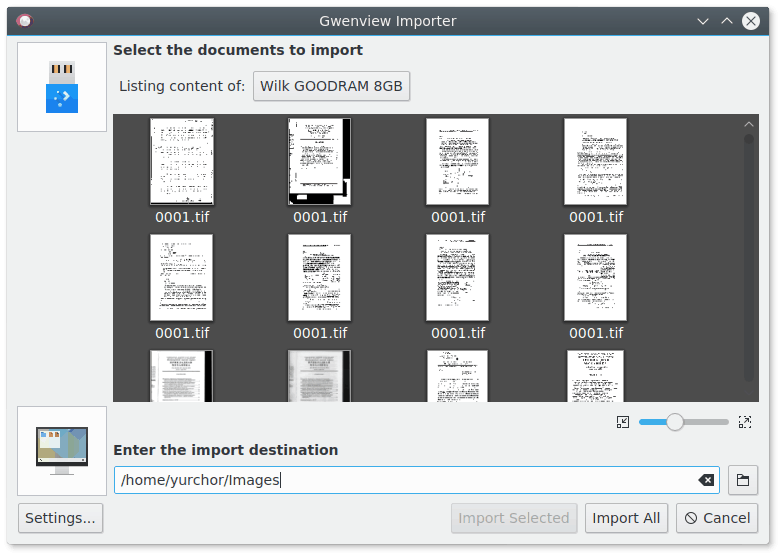 Gwenview Importer
Select the documents to import
Listing content of: Wilk GOODRAM 8GB
0001.tif 0001.tif 0001.tif 0001.tif
0001.tif 0001.tif 0001.tif 0001.tif
Enter the import destination
/home/yurchor/Images
Settings... Import Selected Import All Cancel